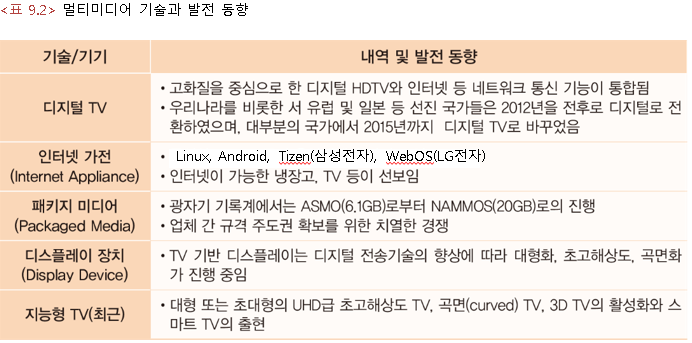 <표 9.2> 멀티미디어 기술과 발전 동향
기술/기기
내역 및 발전 동향
디지털 TV
• 고화질을 중심으로 한 디지털 HDTV와 인터넷 등 네트워크 통신 기능이 통합됨
• 우리나라를 비롯한 서 유럽 및 일본 등 선진 국가들은 2012년을 전후로 디지털로 전
환하였으며, 대부분의 국가에서 2015년까지 디지털 TV로 바꾸었음
인터넷 가전
(Internet Appliance)
• Linux, Android, Tizen(삼성전자), WebOS(LG전자)
• 인터넷이 가능한 냉장고, TV 등이 선보임
패키지 미디어
(Packaged Media)
• 광자기 기록계에서는 ASMO(6.1GB)로부터 NAMMOS(20GB)로의 진행
• 업체 간 규격 주도권 확보를 위한 치열한 경쟁
디스플레이 장치
(Display Device)
• TV 기반 디스플레이는 디지털 전송기술의 향상에 따라 대형화, 초고해상도, 곡면화
가 진행 중임
지능형 TV(최근)
• 대형 또는 초대형의 UHD급 초고해상도 TV, 곡면(curved) TV, 3D TV의 활성화와 스
마트 TV의 출현